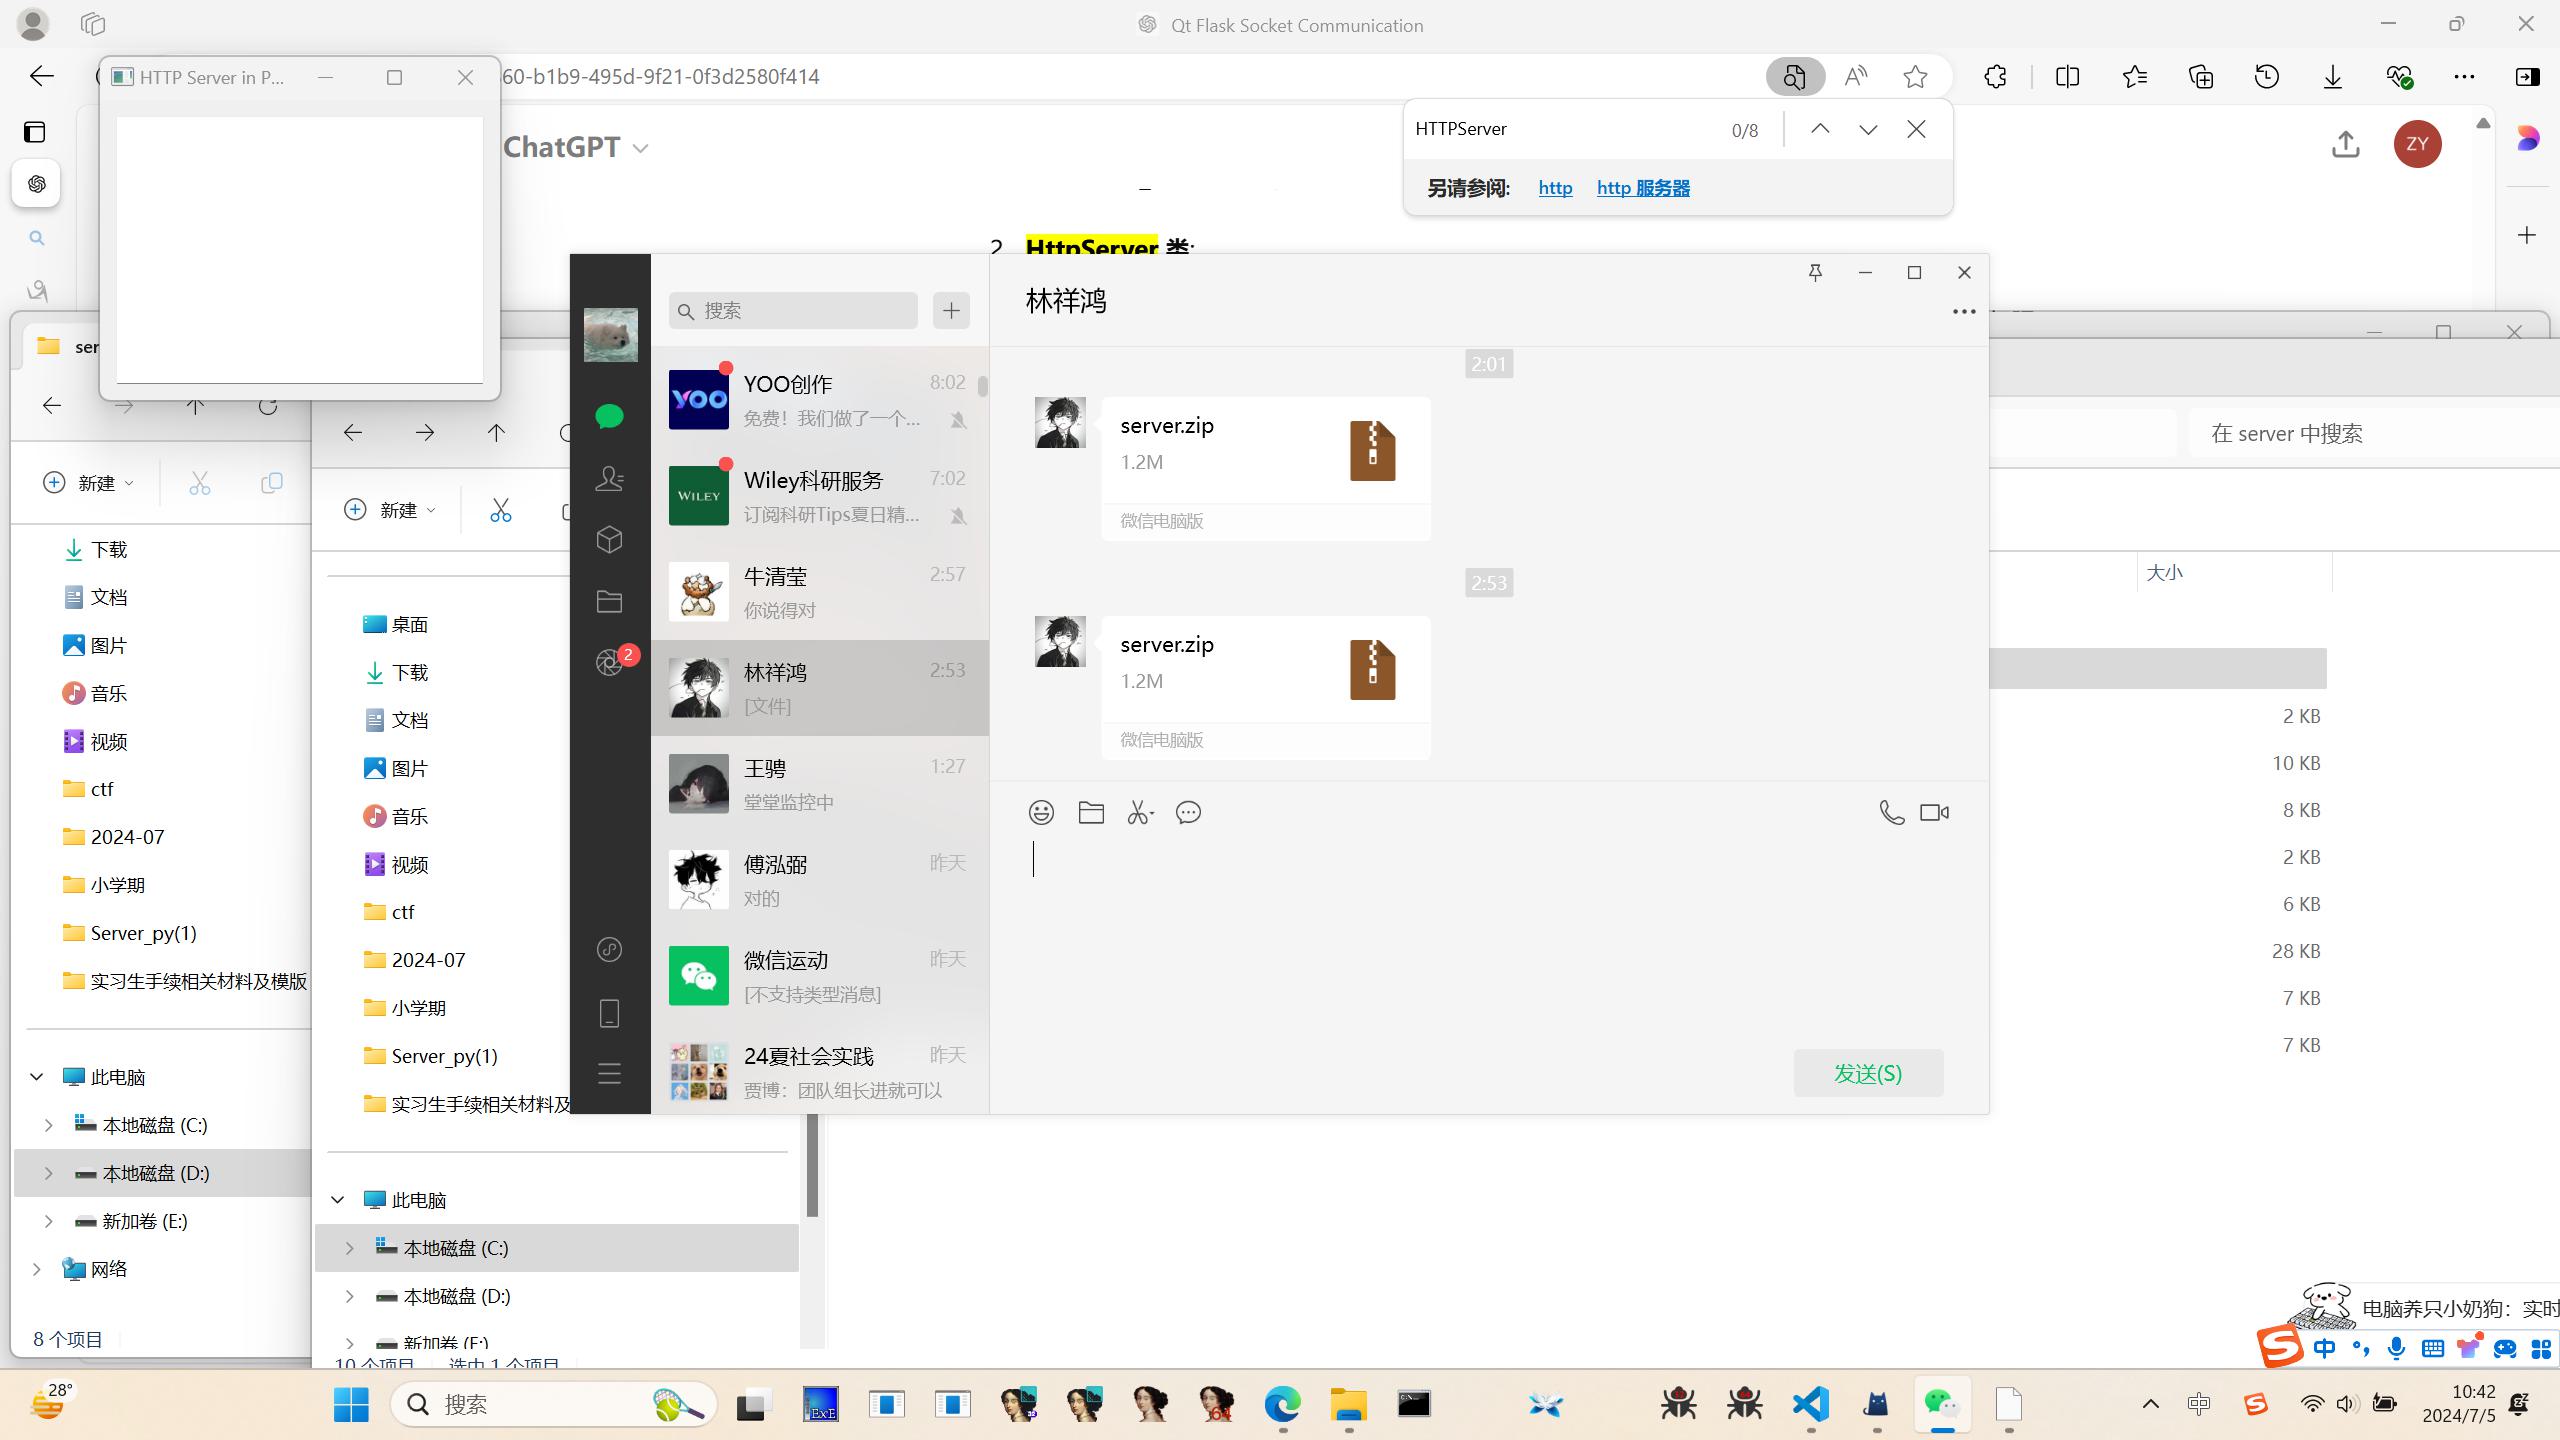 Qt Flask Socket Communication
HTTP Server in P...
60-b1b9-495d-9f21-0f3d2580f414
HTTPServer
0/8
另请参阅:
http
http 服务器
ChatGPT
ZY
2.
HttpServer 类:
ser
新建
下载
文档
图片
音乐
视频
ctf
2024-07
小学期
Server_py(1)
实习生手续相关材料及模版
此电脑
本地磁盘 (C:)
本地磁盘 (D:)
新加卷 (E:)
网络
8 个项目
新建
桌面
下载
文档
图片
音乐
视频
ctf
2024-07
小学期
Server_py(1)
实习生手续相关材料及
此电脑
本地磁盘 (C:)
本地磁盘 (D:)
新加卷 (E:)
10 个项目
选中 1 个项目
搜索
YOO
YOO创作
8:02
免费！我们做了一个...
WILEY
Wiley科研服务
7:02
订阅科研Tips夏日精...
牛清莹
2:57
你说得对
2
林祥鸿
2:53
[文件]
王骋
1:27
堂堂监控中
傅泓弼
昨天
对的
微信运动
昨天
[不支持类型消息]
24夏社会实践
昨天
贾博：团队组长进就可以
林祥鸿
2:01
server.zip
1.2M
微信电脑版
2:53
server.zip
1.2M
微信电脑版
发送(S)
在 server 中搜索
大小
2 KB
10 KB
8 KB
2 KB
6 KB
28 KB
7 KB
7 KB
电脑养只小奶狗：实时
中
28°
搜索
ExE
64
中
10:42
2024/7/5